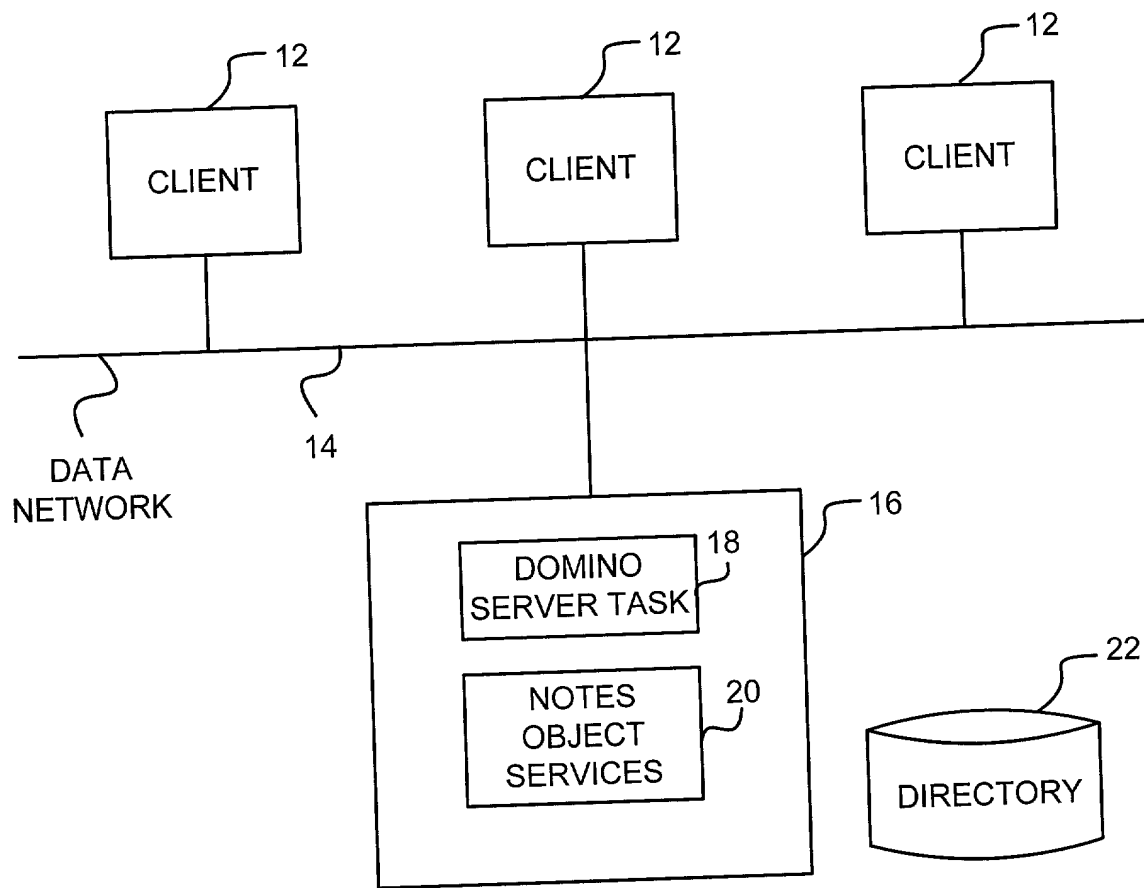 12
12
12
CLIENT
CLIENT
CLIENT
14
DATA
NETWORK
16
DOMINO
SERVER TASK
18
NOTES
OBJECT
SERVICES
20
22
DIRECTORY